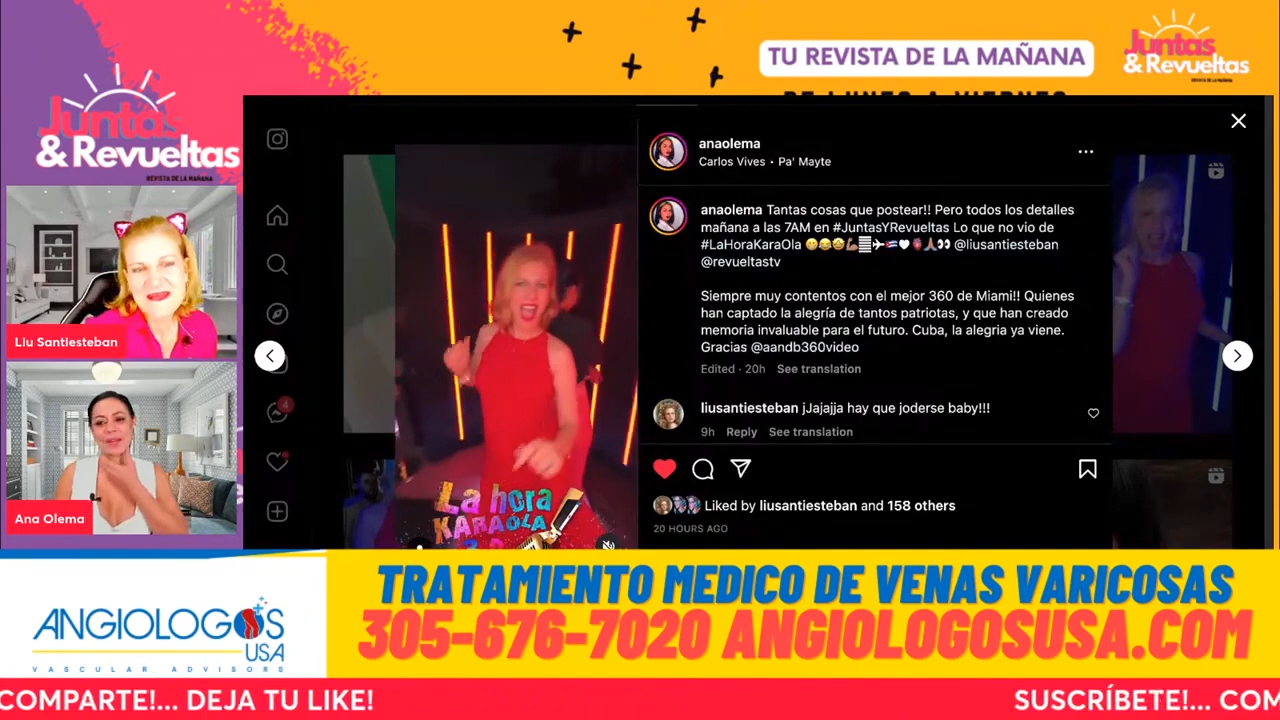 TU REVISTA DE LA MAÑANA
Juntas
& Revueltas
REVISTA DE LA MAÑANA
DE LUNES A VIERNES
Juntas
& Revueltas
REVISTA DE LA MAÑANA
Liu Santiesteban
Ana Olema
4
La hora
KARAOLA
anaolema
Carlos Vives • Pa' Mayte
anaolema Tantas cosas que postear!! Pero todos los detalles
mañana a las 7AM en #JuntasYRevueltas Lo que no vio de
#LaHoraKaraOla 😋😂🤩💪🏽 ✈️🇨🇺🤍🫀🙏🏽👀 @liusantiesteban
@revueltastv
Siempre muy contentos con el mejor 360 de Miami!! Quienes
han captado la alegría de tantos patriotas, y que han creado
memoria invaluable para el futuro. Cuba, la alegria ya viene.
Gracias @aandb360video
Edited · 20h See translation
liusantiesteban jJajajja hay que joderse baby!!!
9h Reply See translation
Liked by liusantiesteban and 158 others
20 HOURS AGO
ANGIOLOGOS
USA
VASCULAR ADVISORS
TRATAMIENTO MEDICO DE VENAS VARICOSAS
305-676-7020 ANGIOLOGOSUSA.COM
COMPARTE!... DEJA TU LIKE!
SUSCRÍBETE!... COM